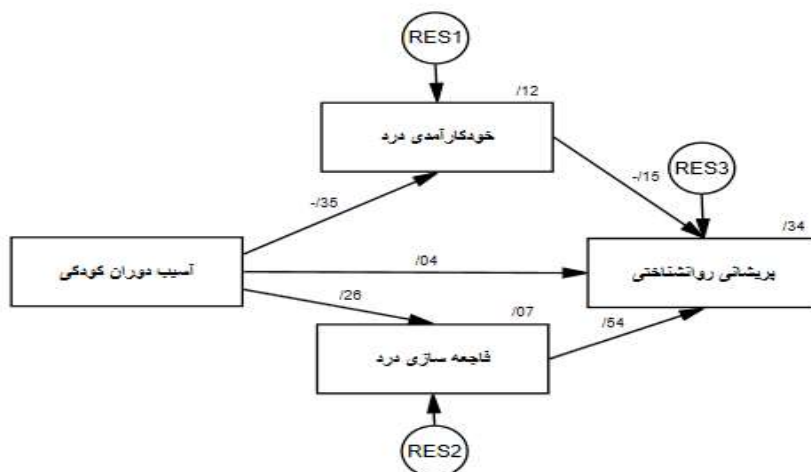 RES1
/12
خودکارآمدی درد
-/35
-/15
RES3
/34
آسیب دوران کودکی
/04
پریشانی روانشناختی
/26
/07
/54
فاجعه سازی درد
RES2